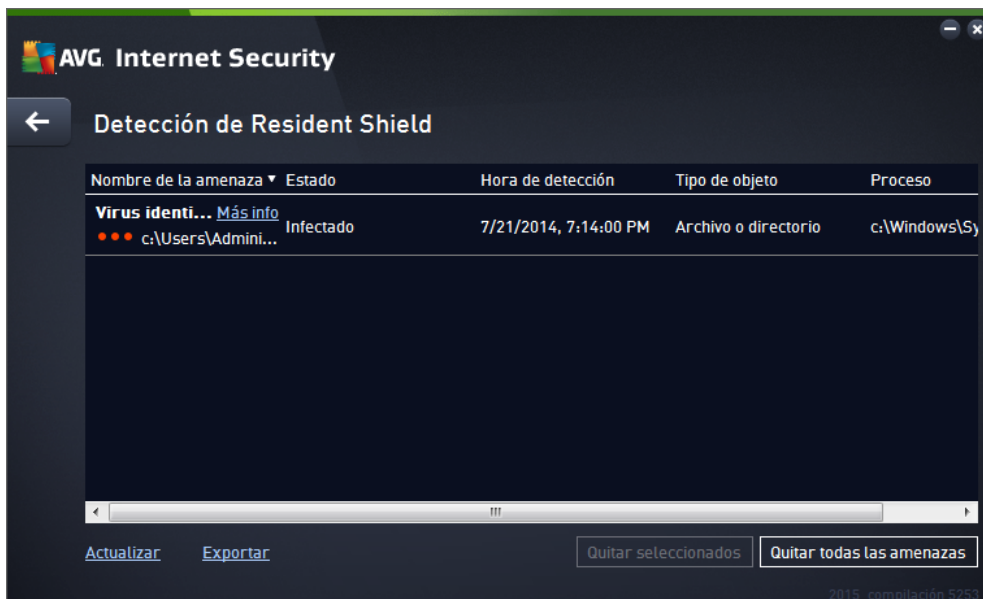 AVG Internet Security
Detección de Resident Shield
Nombre de la amenaza Estado Hora de detección Tipo de objeto Proceso
Virus identi... Más info Infectado 7/21/2014, 7:14:00 PM Archivo o directorio c:\Windows\Sy
c:\Users\Admini...
Actualizar Exportar Quitar seleccionados Quitar todas las amenazas
2015 compilación 5253